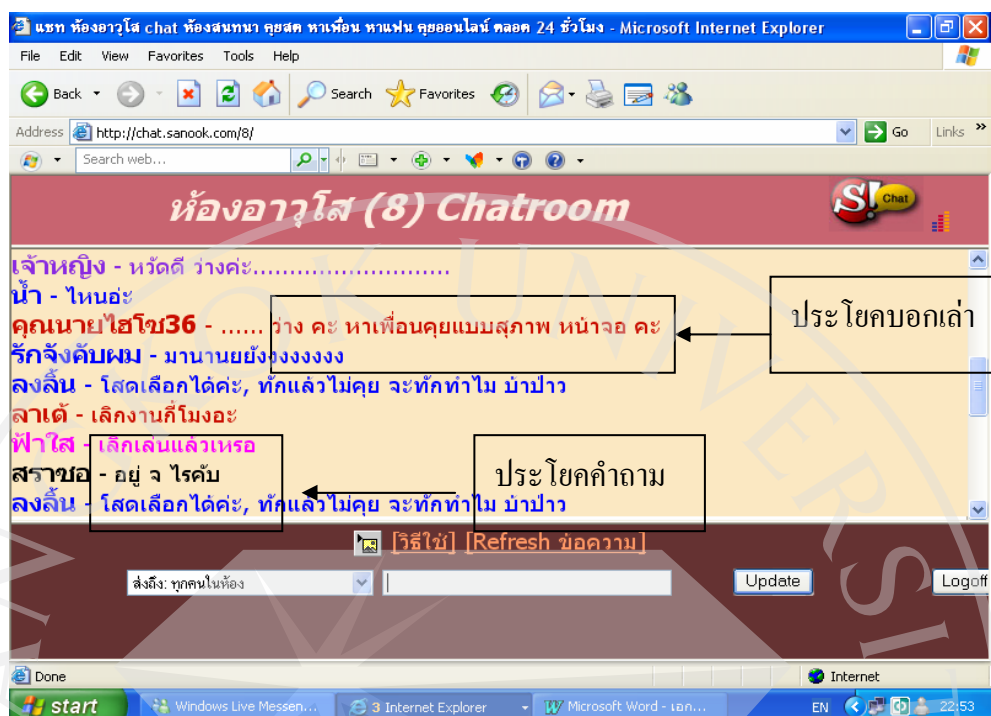 แชท ห้องอาวุโส chat ห้องสนทนา คุยสด หาเพื่อน หาแฟน คุยออนไลน์ ตลอด 24 ชั่วโมง - Microsoft Internet Explorer
File Edit View Favorites Tools Help
Back Search Favorites
Address http://chat.sanook.com/8/ Go Links »
Search web...
ห้องอาวุโส (8) Chatroom
S! Chat
เจ้าหญิง - หวัดดี ว่างค่ะ...........................
น้ำ - ไหนอ่ะ
คุณนายไฮโซ36 - ...... ว่าง คะ หาเพื่อนคุยแบบสุภาพ หน้าจอ คะ
ประโยคบอกเล่า
รักจังคับผม - มานานยยังงงงงงงง
ลงลิ้น - โสดเลือกได้ค่ะ, ทักแล้วไม่คุย จะทักทำไม บ่าป่าว
ลาเต้ - เลิกงานกี่โมงอะ
ฟ้าใส - เลิกเล่นแล้วเหรอ
สราชอ - อยู่ จ ไรคับ
ประโยคคำถาม
ลงลิ้น - โสดเลือกได้ค่ะ, ทักแล้วไม่คุย จะทักทำไม บ่าป่าว
[วิธีใช้] [Refresh ข้อความ]
ส่งถึง: ทุกคนในห้อง Update Logoff
Done Internet
start Windows Live Messen... 3 Internet Explorer Microsoft Word - เอก... EN 22:53